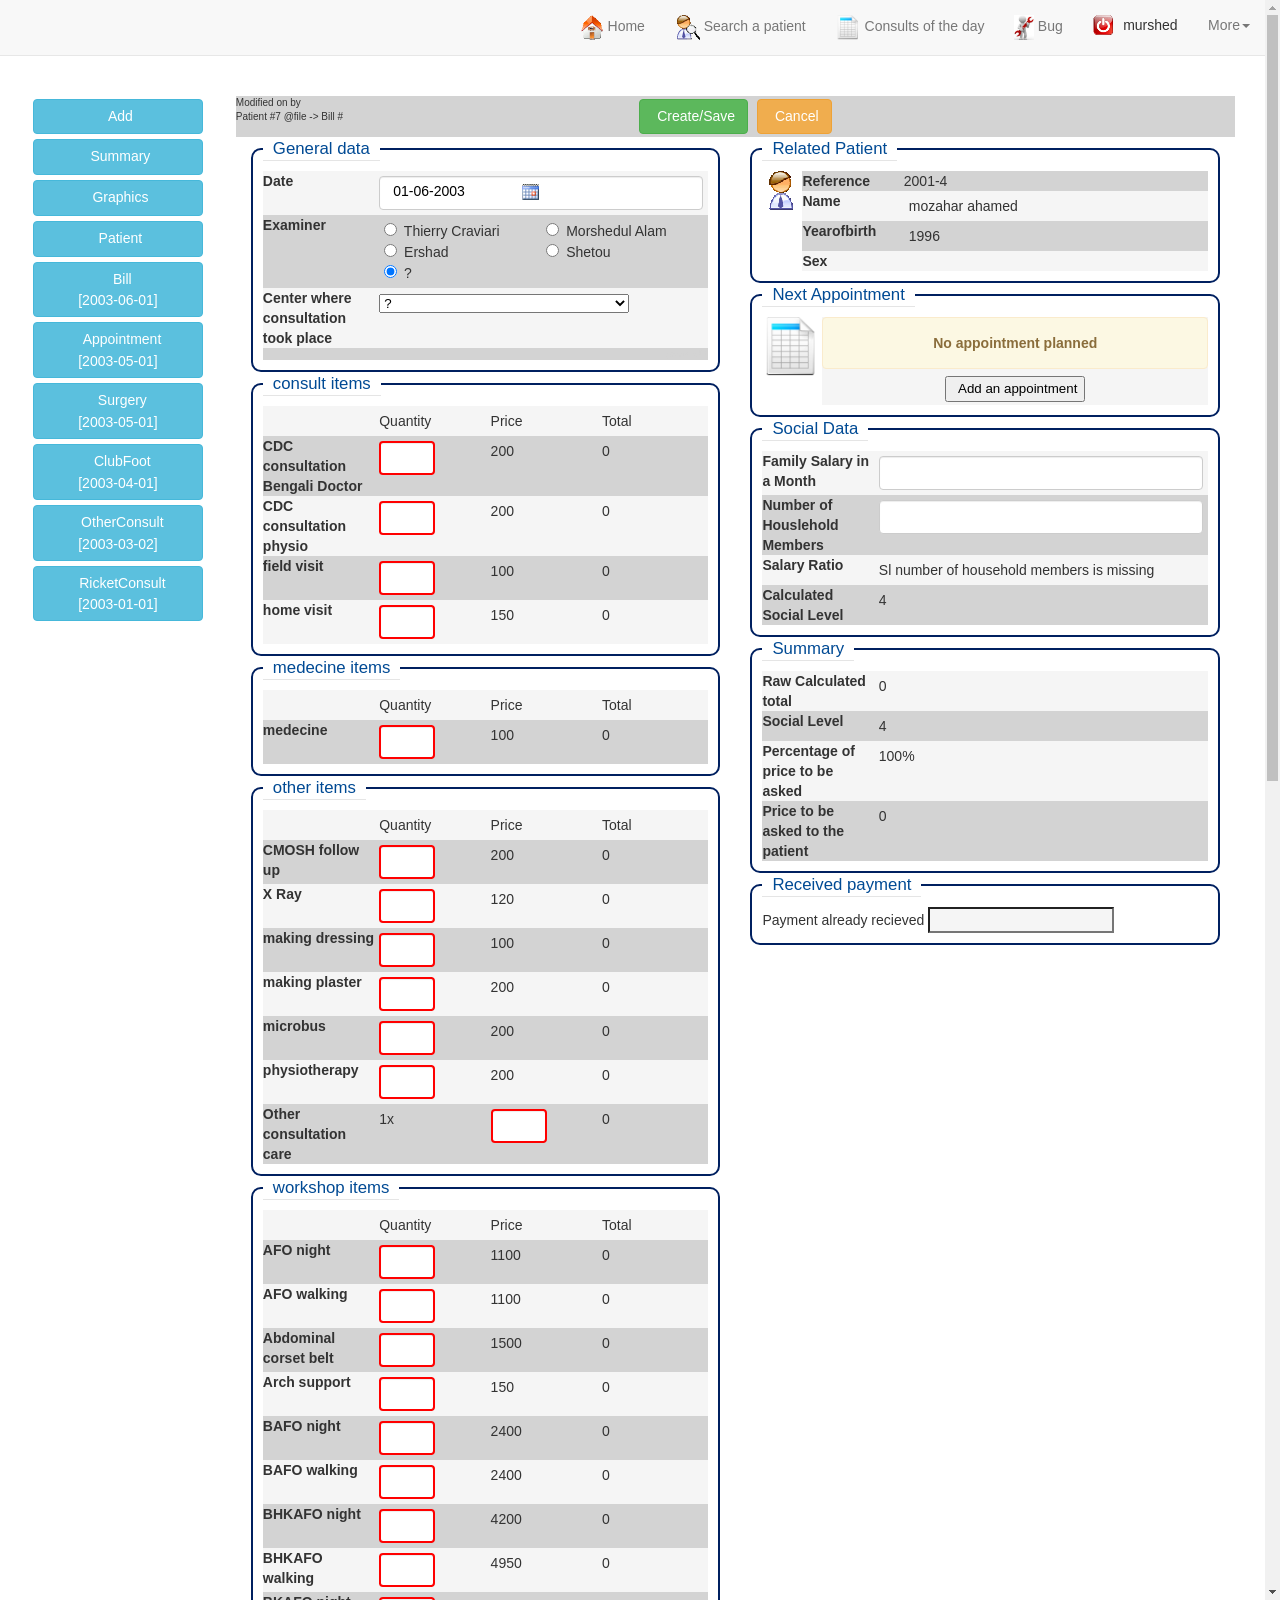 Home Search a patient Consults of the day Bug murshed More
Add
Summary
Graphics
Patient
Bill
[2003-06-01]
Appointment
[2003-05-01]
Surgery
[2003-05-01]
ClubFoot
[2003-04-01]
OtherConsult
[2003-03-02]
RicketConsult
[2003-01-01]
Modified on by
Patient #7 @file -> Bill #
Create/Save Cancel
General data
Date 01-06-2003
Examiner Thierry Craviari Morshedul Alam
Ershad Shetou
?
Center where ?
consultation
took place
consult items
Quantity Price Total
CDC 200 0
consultation
Bengali Doctor
CDC 200 0
consultation
physio
field visit 100 0
home visit 150 0
medecine items
Quantity Price Total
medecine 100 0
other items
Quantity Price Total
CMOSH follow 200 0
up
X Ray 120 0
making dressing 100 0
making plaster 200 0
microbus 200 0
physiotherapy 200 0
Other 1x 0
consultation
care
workshop items
Quantity Price Total
AFO night 1100 0
AFO walking 1100 0
Abdominal 1500 0
corset belt
Arch support 150 0
BAFO night 2400 0
BAFO walking 2400 0
BHKAFO night 4200 0
BHKAFO 4950 0
walking
BKAFO night
Related Patient
Reference 2001-4
Name mozahar ahamed
Yearofbirth 1996
Sex
Next Appointment
No appointment planned
Add an appointment
Social Data
Family Salary in
a Month
Number of
Houslehold
Members
Salary Ratio Sl number of household members is missing
Calculated 4
Social Level
Summary
Raw Calculated 0
total
Social Level 4
Percentage of 100%
price to be
asked
Price to be 0
asked to the
patient
Received payment
Payment already recieved